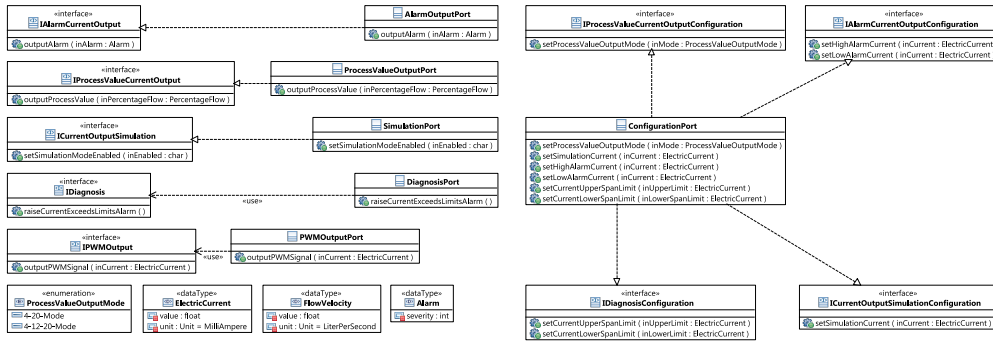 «interface»
IAlarmCurrentOutput
outputAlarm ( inAlarm : Alarm )
AlarmOutputPort
outputAlarm ( inAlarm : Alarm )
«interface»
IProcessValueCurrentOutput
outputProcessValue ( inPercentageFlow : PercentageFlow )
ProcessValueOutputPort
outputProcessValue ( inPercentageFlow : PercentageFlow )
«interface»
ICurrentOutputSimulation
setSimulationModeEnabled ( inEnabled : char )
SimulationPort
setSimulationModeEnabled ( inEnabled : char )
«interface»
IDiagnosis
raiseCurrentExceedsLimitsAlarm ( )
«use»
DiagnosisPort
raiseCurrentExceedsLimitsAlarm ( )
«interface»
IPWMOutput
outputPWMSignal ( inCurrent : ElectricCurrent )
«use»
PWMOutputPort
outputPWMSignal ( inCurrent : ElectricCurrent )
«enumeration»
ProcessValueOutputMode
4-20-Mode
4-12-20-Mode
«dataType»
ElectricCurrent
value : float
unit : Unit = MilliAmpere
«dataType»
FlowVelocity
value : float
unit : Unit = LiterPerSecond
«dataType»
Alarm
severity : int
«interface»
IProcessValueCurrentOutputConfiguration
setProcessValueOutputMode ( inMode : ProcessValueOutputMode )
«interface»
IAlarmCurrentOutputConfiguration
setHighAlarmCurrent ( inCurrent : ElectricCurrent
setLowAlarmCurrent ( inCurrent : ElectricCurrent )
ConfigurationPort
setProcessValueOutputMode ( inMode : ProcessValueOutputMode )
setSimulationCurrent ( inCurrent : ElectricCurrent )
setHighAlarmCurrent ( inCurrent : ElectricCurrent )
setLowAlarmCurrent ( inCurrent : ElectricCurrent )
setCurrentUpperSpanLimit ( inUpperLimit : ElectricCurrent )
setCurrentLowerSpanLimit ( inLowerSpanLimit : ElectricCurrent )
«interface»
IDiagnosisConfiguration
setCurrentUpperSpanLimit ( inUpperLimit : ElectricCurrent )
setCurrentLowerSpanLimit ( inLowerLimit : ElectricCurrent )
«interface»
ICurrentOutputSimulationConfiguration
setSimulationCurrent ( inCurrent : ElectricCurrent )